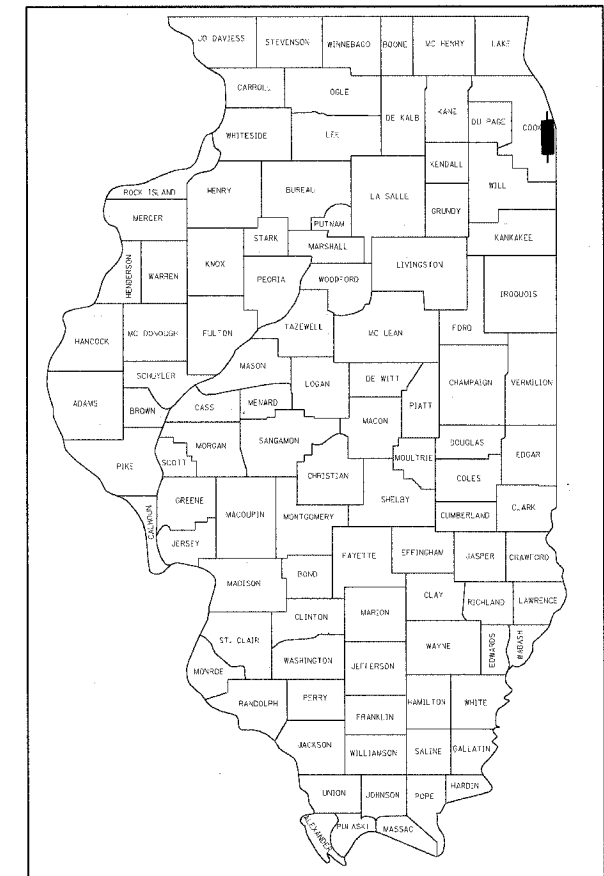 JO DAVIESS
STEVENSON
WINNEBAGO
BOONE
MC HENRY
LAKE
CARROLL
OGLE
DE KALB
KANE
DU PAGE
COOK
WHITESIDE
LEE
KENDALL
WILL
ROCK ISLAND
HENRY
BUREAU
LA SALLE
GRUNDY
MERCER
PUTNAM
KANKAKEE
STARK
MARSHALL
HENDERSON
WARREN
KNOX
PEORIA
WOODFORD
LIVINGSTON
IROQUOIS
HANCOCK
MC DONOUGH
FULTON
TAZEWELL
MC LEAN
FORD
MASON
SCHUYLER
LOGAN
DE WITT
CHAMPAIGN
VERMILION
ADAMS
BROWN
CASS
MENARD
PIATT
MACON
MORGAN
SANGAMON
DOUGLAS
EDGAR
PIKE
SCOTT
CHRISTIAN
MOULTRIE
COLES
GREENE
MACOUPIN
MONTGOMERY
SHELBY
CUMBERLAND
CLARK
CALHOUN
JERSEY
FAYETTE
EFFINGHAM
JASPER
CRAWFORD
MADISON
BOND
CLAY
RICHLAND
LAWRENCE
CLINTON
MARION
ST. CLAIR
WAYNE
EDWARDS
WABASH
WASHINGTON
JEFFERSON
MONROE
RANDOLPH
PERRY
HAMILTON
WHITE
FRANKLIN
JACKSON
WILLIAMSON
SALINE
GALLATIN
UNION
JOHNSON
POPE
HARDIN
ALEXANDER
PULASKI
MASSAC